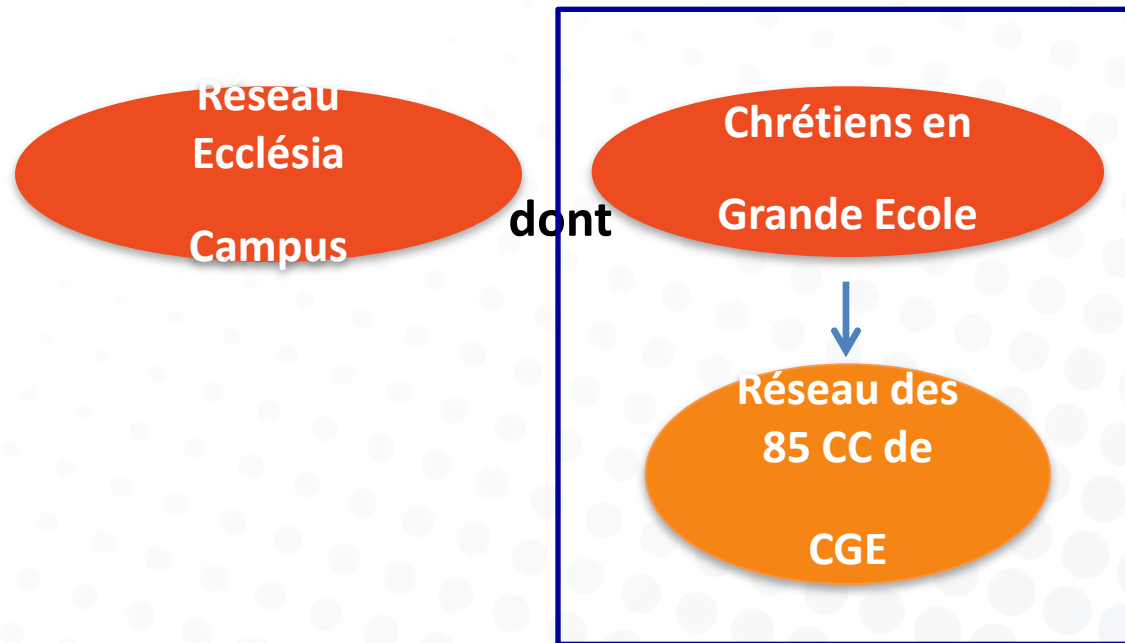 Réseau
Ecclésia
Campus
dont
Chrétiens en
Grande Ecole
Réseau des
85 CC de
CGE